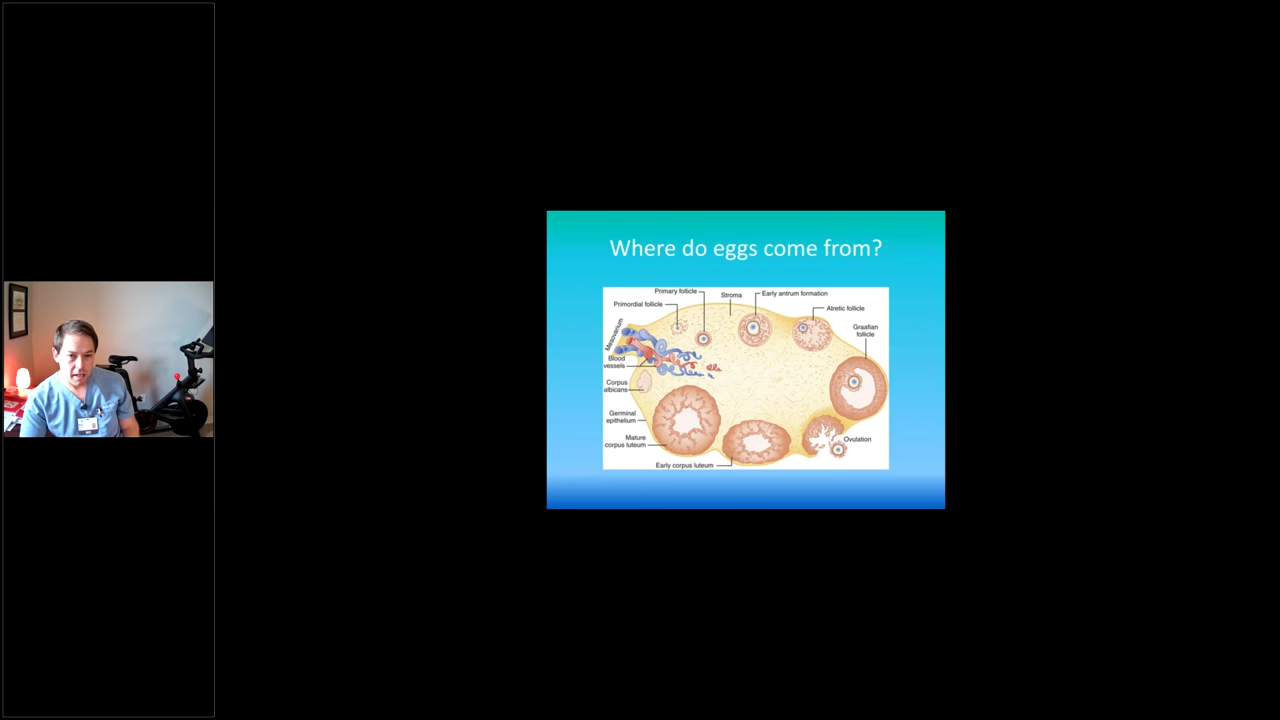 Where do eggs come from?
Primary follicle
Stroma
Early antrum formation
Primordial follicle
Atretic follicle
Mesovarium
Graafian
follicle
Blood
vessels
Corpus
albicans
Germinal
epithelium
Mature
corpus luteum
Ovulation
Early corpus luteum